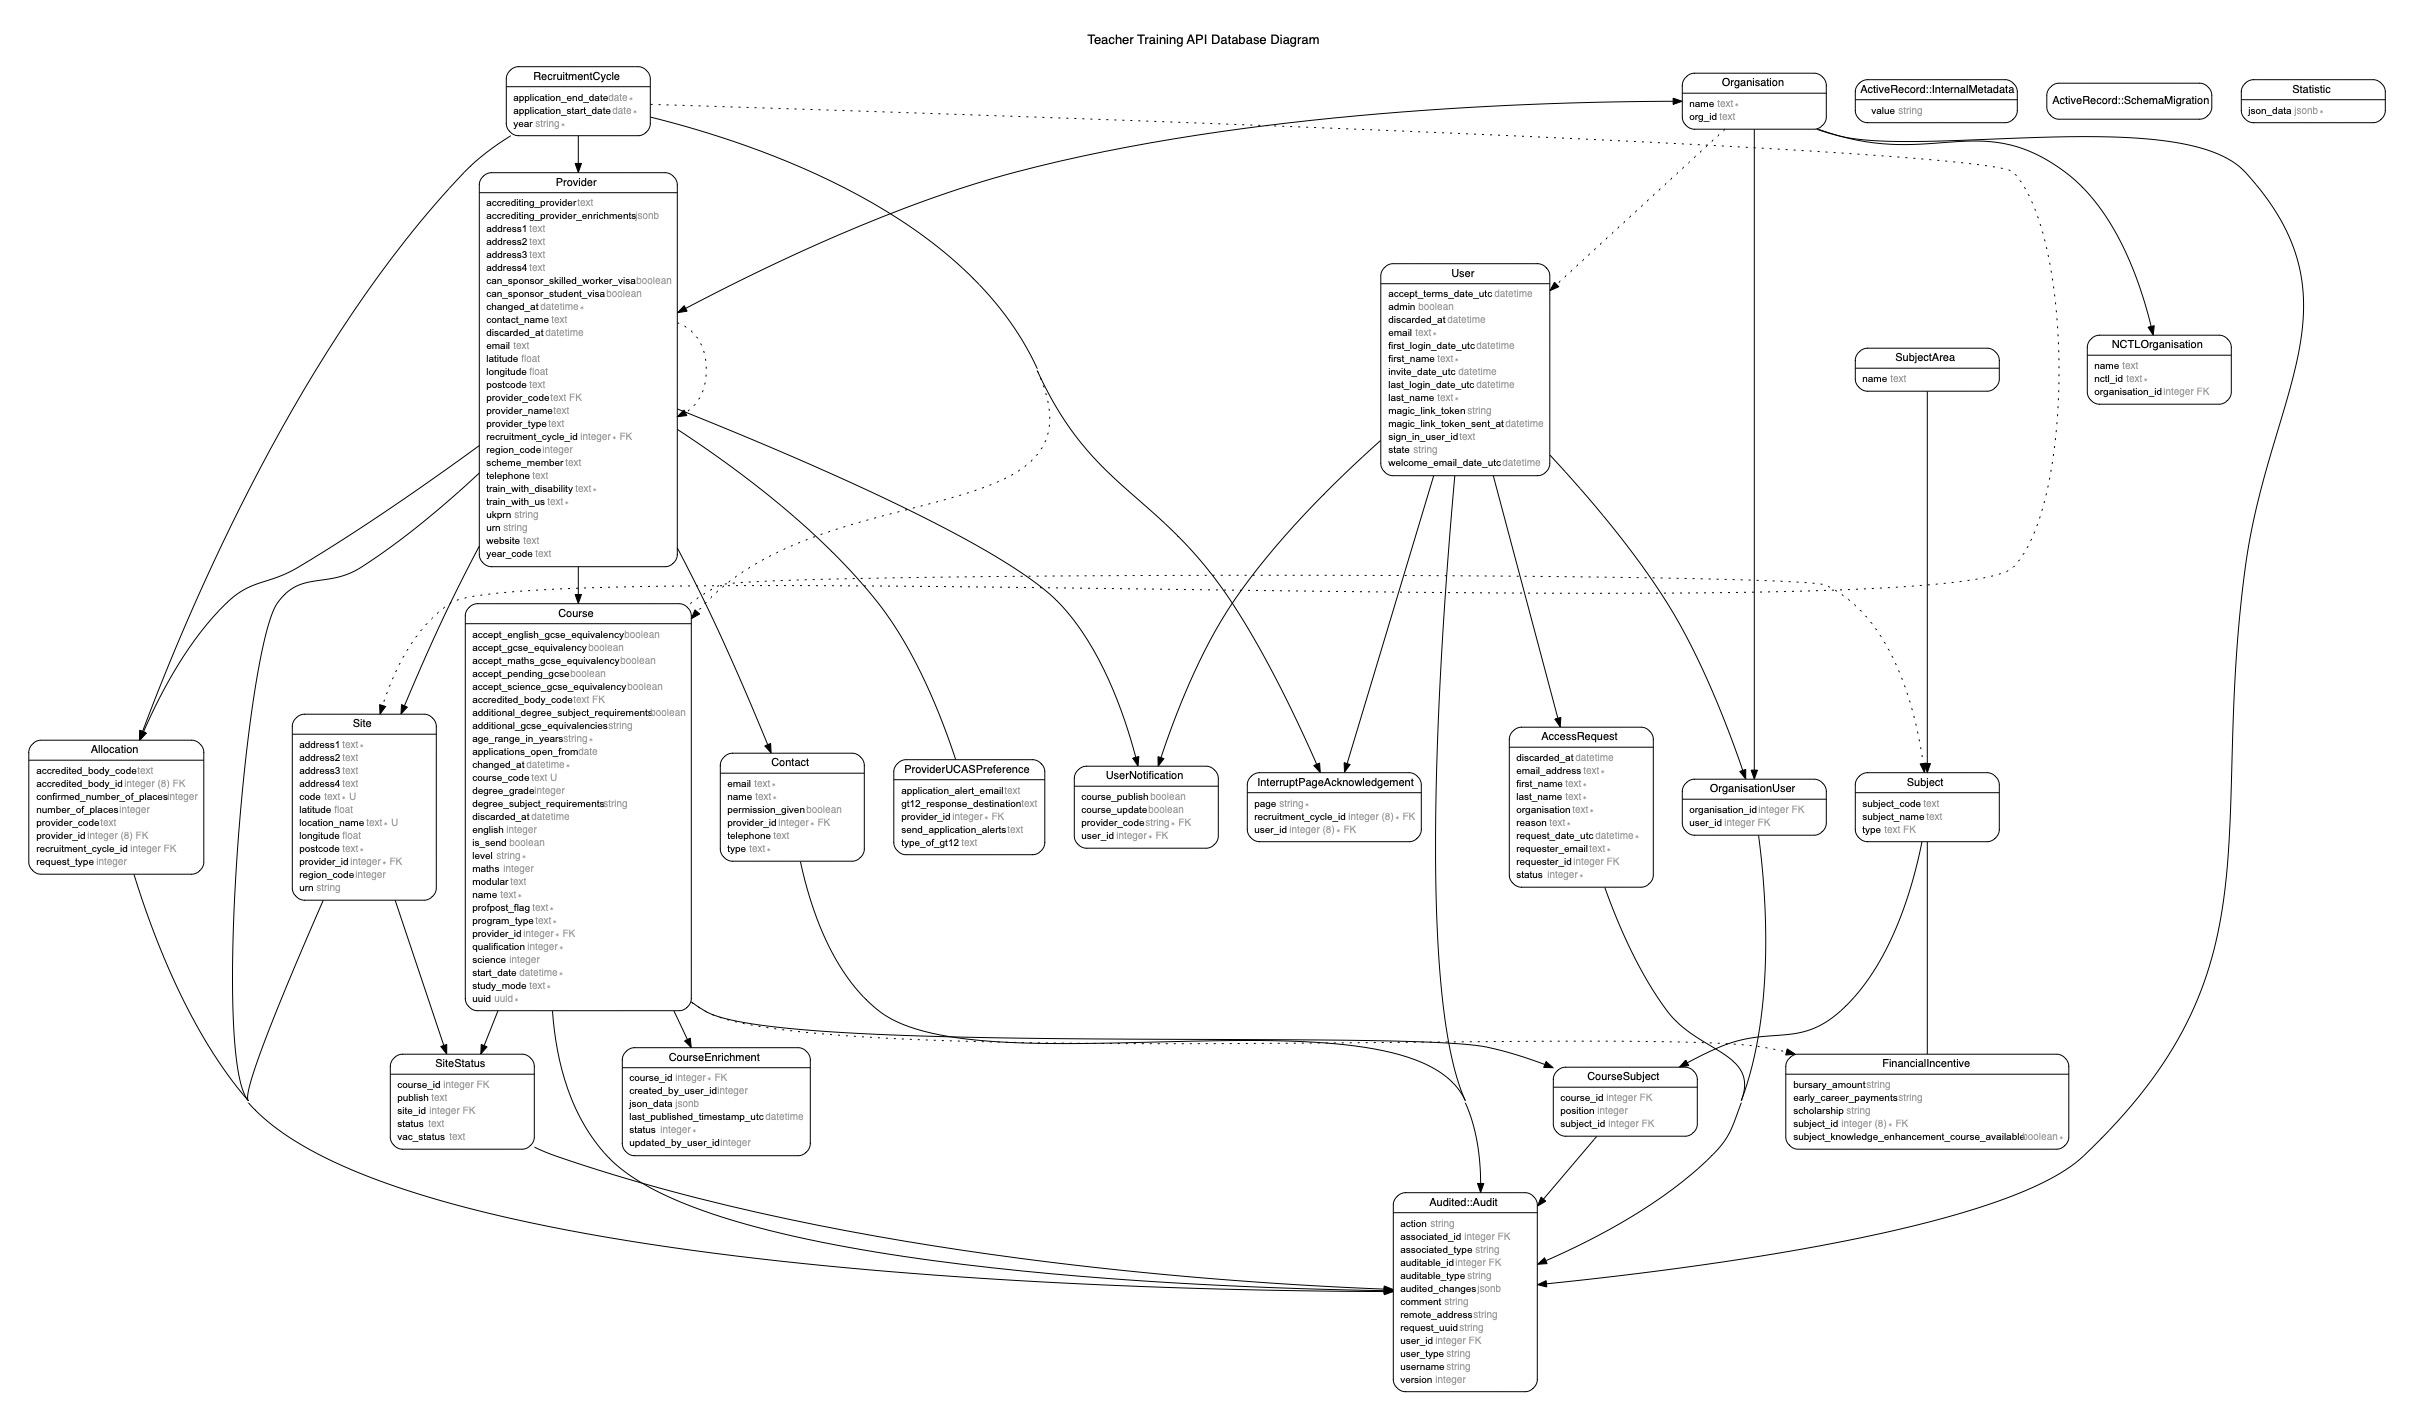 Teacher Training API Database Diagram
RecruitmentCycle
application_end_date date ∗
application_start_date date ∗
year string ∗
Organisation
name text ∗
org_id text
ActiveRecord::InternalMetadata
value string
ActiveRecord::SchemaMigration
Statistic
json_data jsonb ∗
Provider
accrediting_provider text
accrediting_provider_enrichments jsonb
address1 text
address2 text
address3 text
address4 text
can_sponsor_skilled_worker_visa boolean
can_sponsor_student_visa boolean
changed_at datetime ∗
contact_name text
discarded_at datetime
email text
latitude float
longitude float
postcode text
provider_code text FK
provider_name text
provider_type text
recruitment_cycle_id integer ∗ FK
region_code integer
scheme_member text
telephone text
train_with_disability text ∗
train_with_us text ∗
ukprn string
urn string
website text
year_code text
User
accept_terms_date_utc datetime
admin boolean
discarded_at datetime
email text ∗
first_login_date_utc datetime
first_name text ∗
invite_date_utc datetime
last_login_date_utc datetime
last_name text ∗
magic_link_token string
magic_link_token_sent_at datetime
sign_in_user_id text
state string
welcome_email_date_utc datetime
SubjectArea
name text
NCTLOrganisation
name text
nctl_id text ∗
organisation_id integer FK
Allocation
accredited_body_code text
accredited_body_id integer (8) FK
confirmed_number_of_places integer
number_of_places integer
provider_code text
provider_id integer (8) FK
recruitment_cycle_id integer FK
request_type integer
Site
address1 text ∗
address2 text
address3 text
address4 text
code text ∗ U
latitude float
location_name text ∗ U
longitude float
postcode text ∗
provider_id integer ∗ FK
region_code integer
urn string
Course
accept_english_gcse_equivalency boolean
accept_gcse_equivalency boolean
accept_maths_gcse_equivalency boolean
accept_pending_gcse boolean
accept_science_gcse_equivalency boolean
accredited_body_code text FK
additional_degree_subject_requirements boolean
additional_gcse_equivalencies string
age_range_in_years string ∗
applications_open_from date
changed_at datetime ∗
course_code text U
degree_grade integer
degree_subject_requirements string
discarded_at datetime
english integer
is_send boolean
level string ∗
maths integer
modular text
name text ∗
profpost_flag text ∗
program_type text ∗
provider_id integer ∗ FK
qualification integer ∗
science integer
start_date datetime ∗
study_mode text ∗
uuid uuid ∗
Contact
email text ∗
name text ∗
permission_given boolean
provider_id integer ∗ FK
telephone text
type text ∗
ProviderUCASPreference
application_alert_email text
gt12_response_destination text
provider_id integer ∗ FK
send_application_alerts text
type_of_gt12 text
UserNotification
course_publish boolean
course_update boolean
provider_code string ∗ FK
user_id integer ∗ FK
InterruptPageAcknowledgement
page string ∗
recruitment_cycle_id integer (8) ∗ FK
user_id integer (8) ∗ FK
AccessRequest
discarded_at datetime
email_address text ∗
first_name text ∗
last_name text ∗
organisation text ∗
reason text ∗
request_date_utc datetime ∗
requester_email text ∗
requester_id integer FK
status integer ∗
OrganisationUser
organisation_id integer FK
user_id integer FK
Subject
subject_code text
subject_name text
type text FK
SiteStatus
course_id integer FK
publish text
site_id integer FK
status text
vac_status text
CourseEnrichment
course_id integer ∗ FK
created_by_user_id integer
json_data jsonb
last_published_timestamp_utc datetime
status integer ∗
updated_by_user_id integer
CourseSubject
course_id integer FK
position integer
subject_id integer FK
FinancialIncentive
bursary_amount string
early_career_payments string
scholarship string
subject_id integer (8) ∗ FK
subject_knowledge_enhancement_course_available boolean ∗
Audited::Audit
action string
associated_id integer FK
associated_type string
auditable_id integer FK
auditable_type string
audited_changes jsonb
comment string
remote_address string
request_uuid string
user_id integer FK
user_type string
username string
version integer